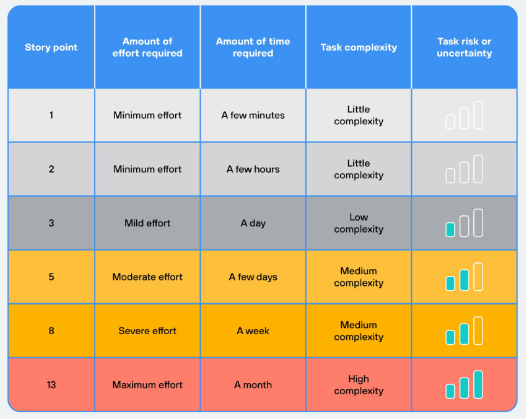 Story point
Amount of
effort required
Amount of time
required
Task complexity
Task risk or
uncertainty
1
Minimum effort
A few minutes
Little
complexity
2
Minimum effort
A few hours
Little
complexity
3
Mild effort
A day
Low
complexity
5
Moderate effort
A few days
Medium
complexity
8
Severe effort
A week
Medium
complexity
13
Maximum effort
A month
High
complexity